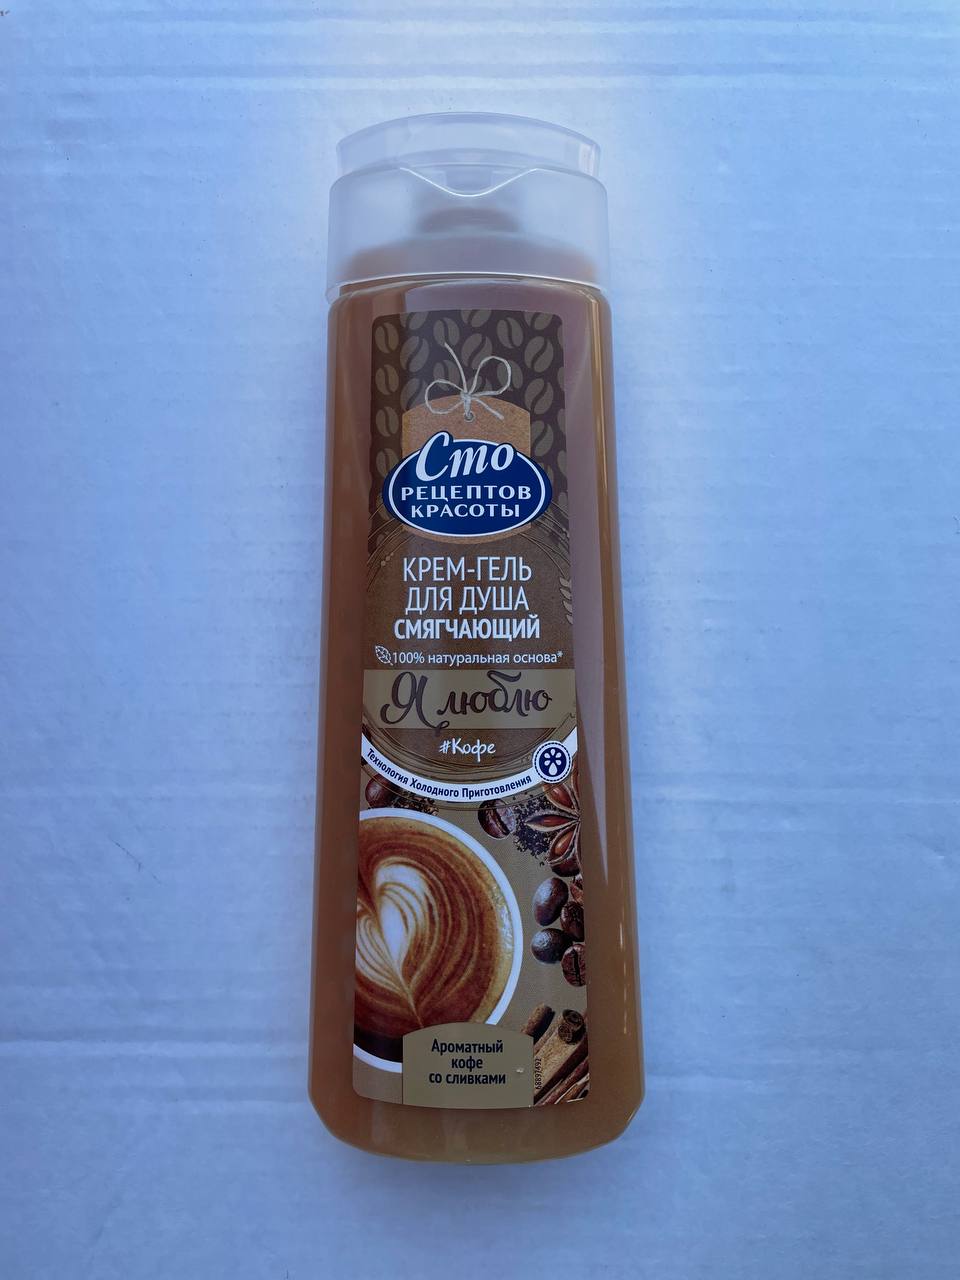 Сто
РЕЦЕПТОВ
КРАСОТЫ
КРЕМ-ГЕЛЬ
ДЛЯ ДУША
СМЯГЧАЮЩИЙ
100% натуральная основа*
Я люблю
#Кофе
Технология Холодного Приготовления
Ароматный
кофе
со сливками
68897492